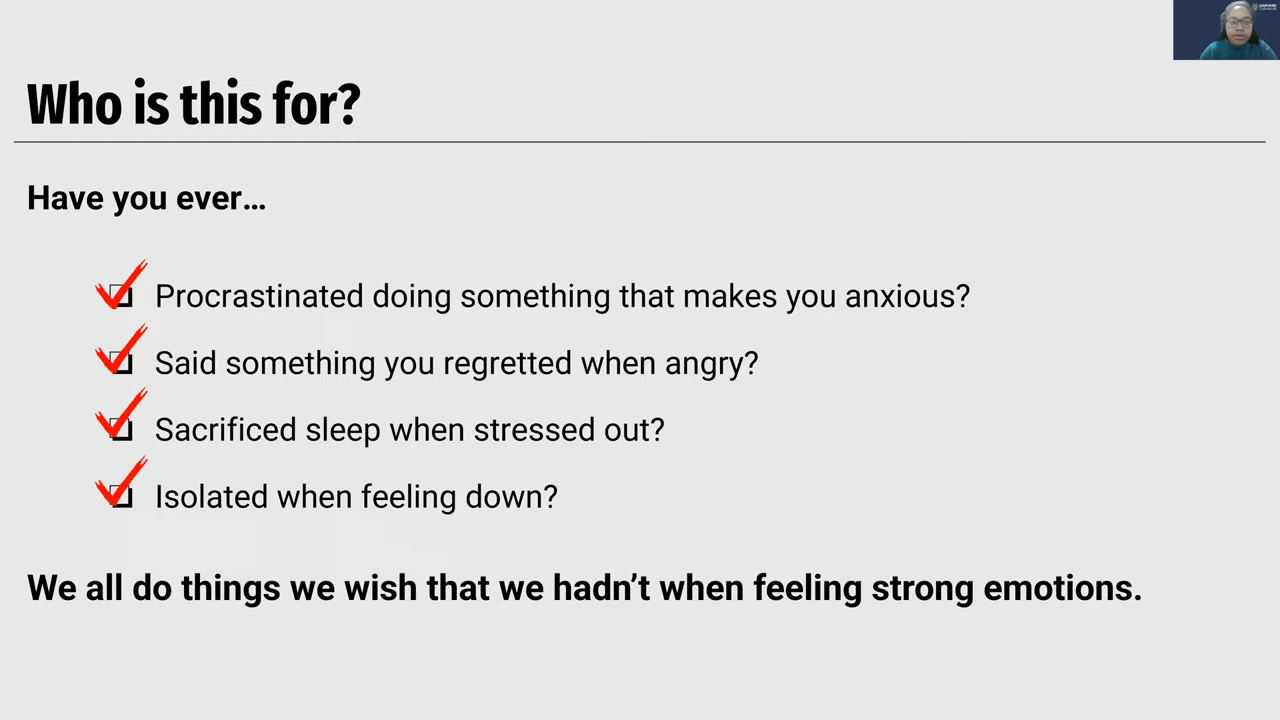 HARVARD
Who is this for?
Have you ever…
Procrastinated doing something that makes you anxious?
Said something you regretted when angry?
Sacrificed sleep when stressed out?
Isolated when feeling down?
We all do things we wish that we hadn’t when feeling strong emotions.